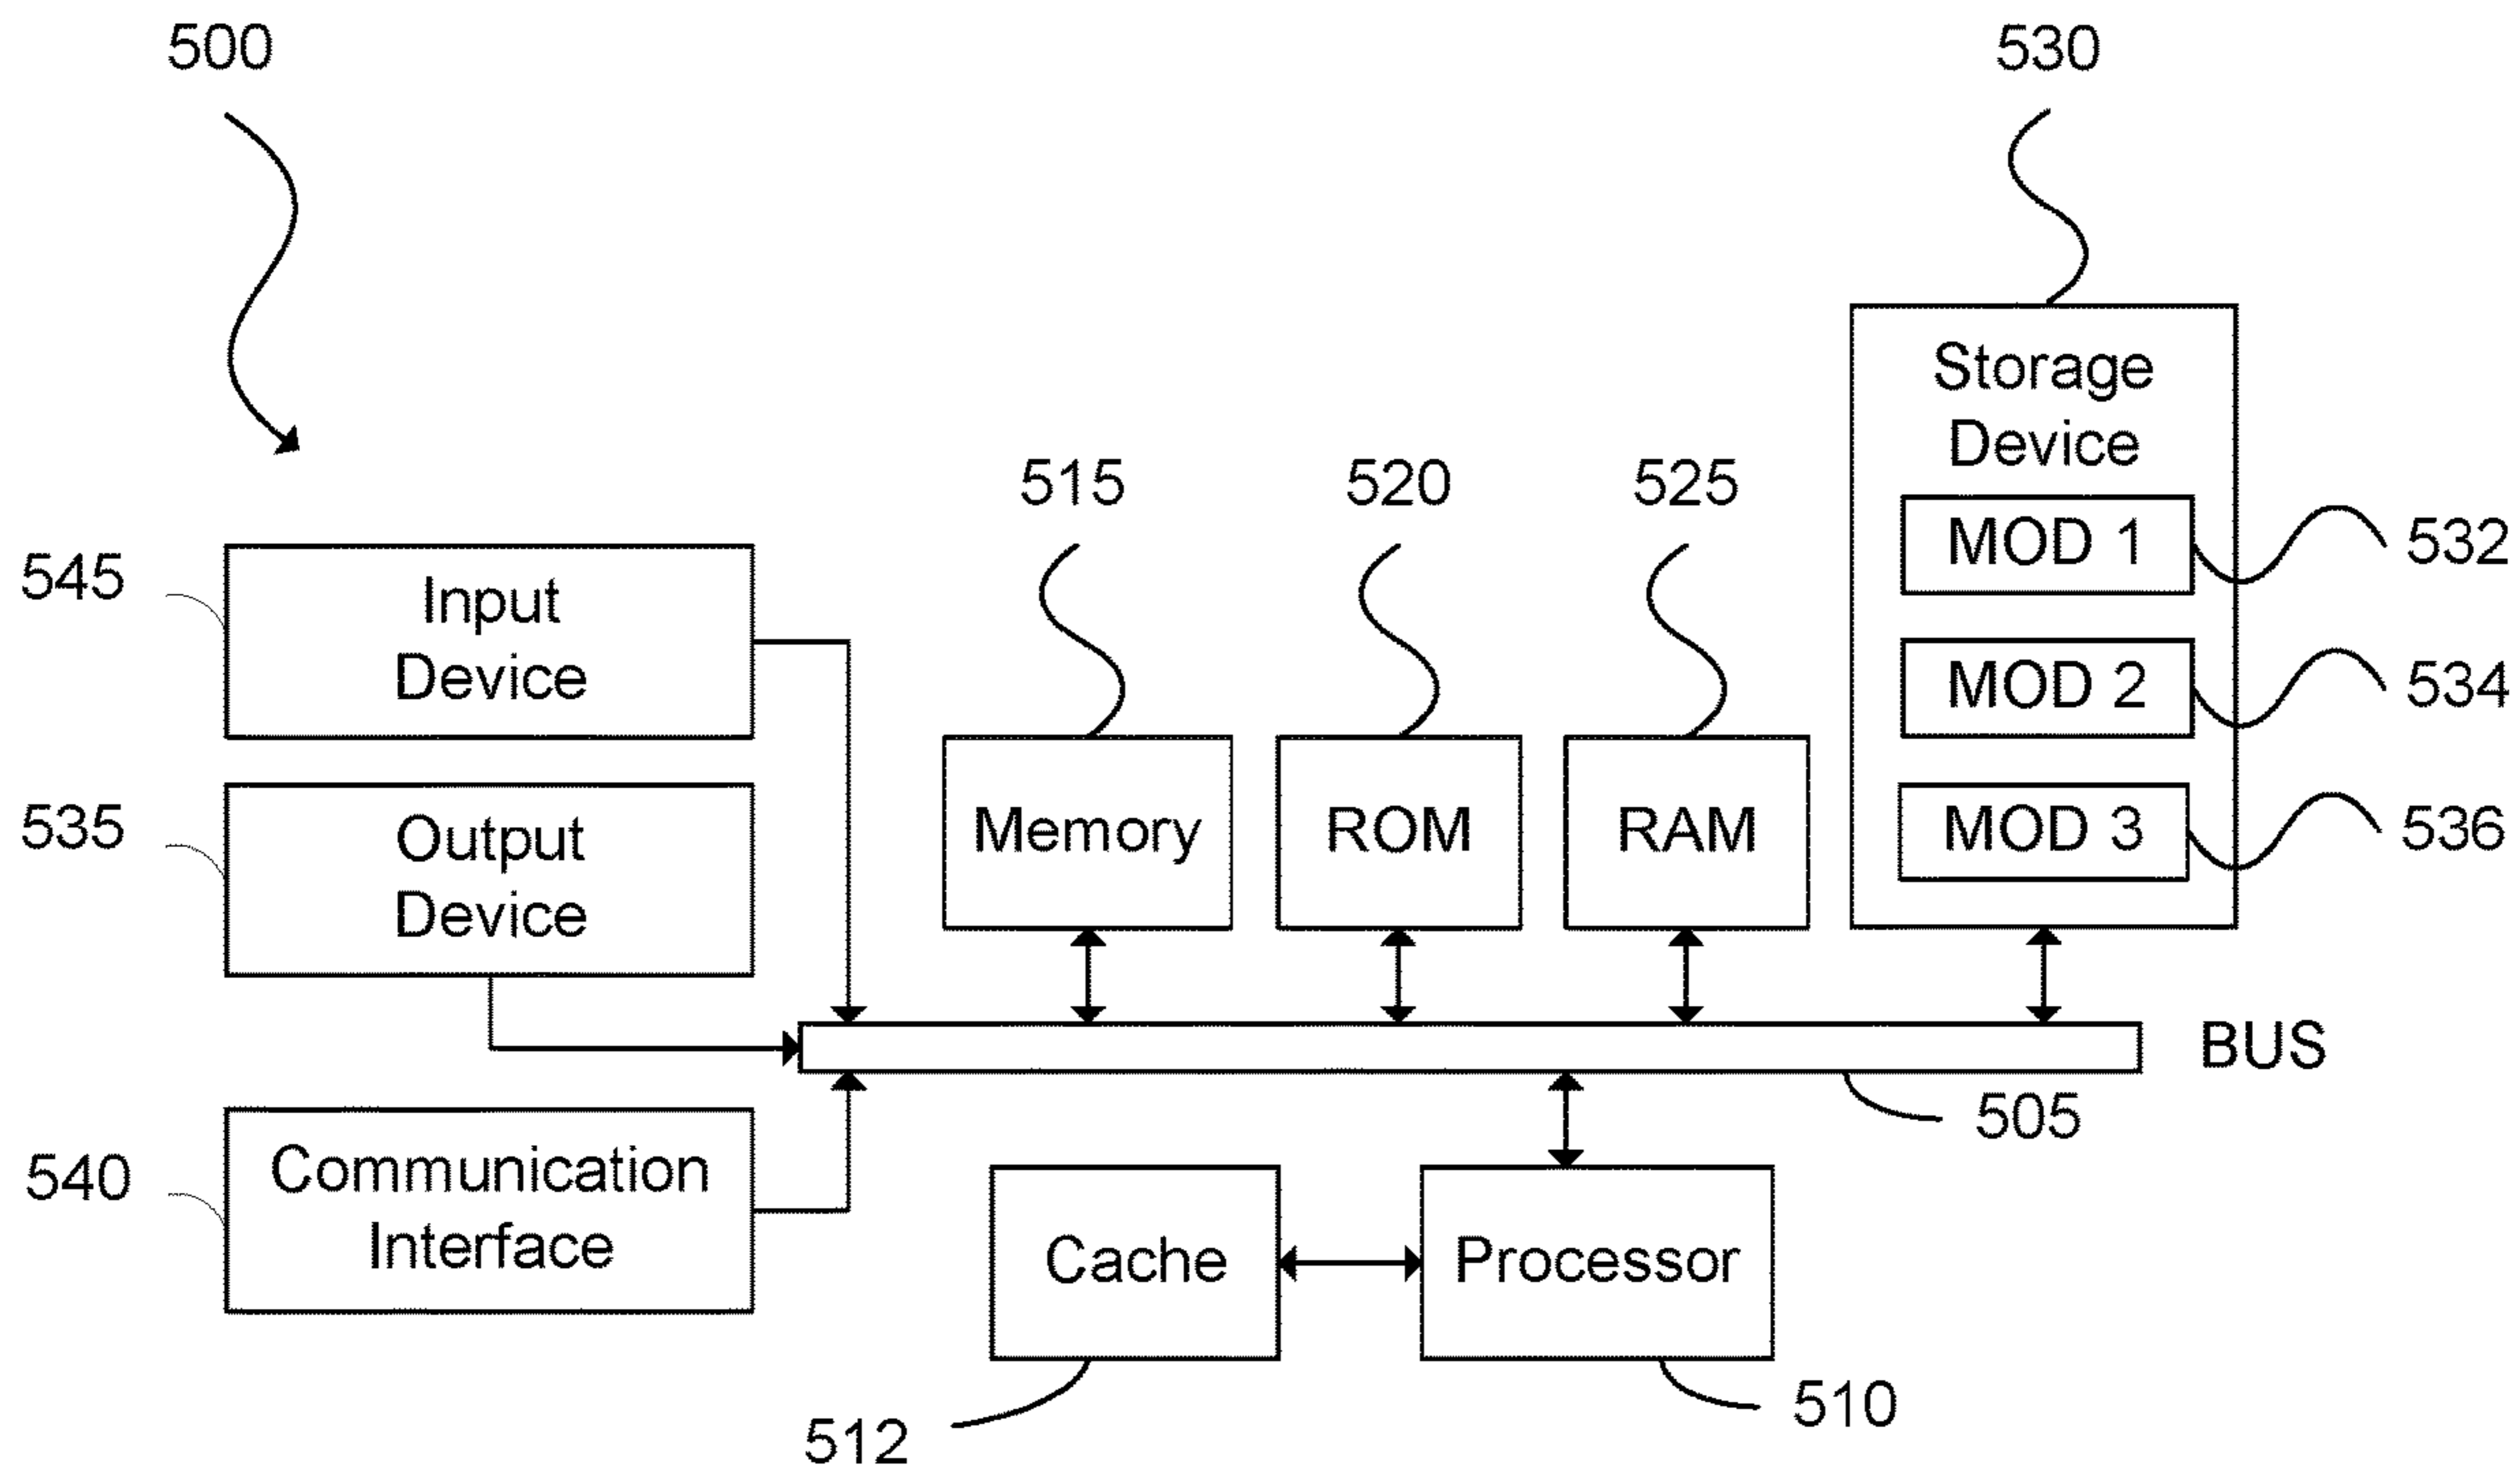 500
530
Storage
Device
515
520
525
MOD 1
532
545
Input
Device
MOD 2
534
535
Output
Device
Memory
ROM
RAM
MOD 3
536
BUS
505
540
Communication
Interface
Cache
Processor
512
510